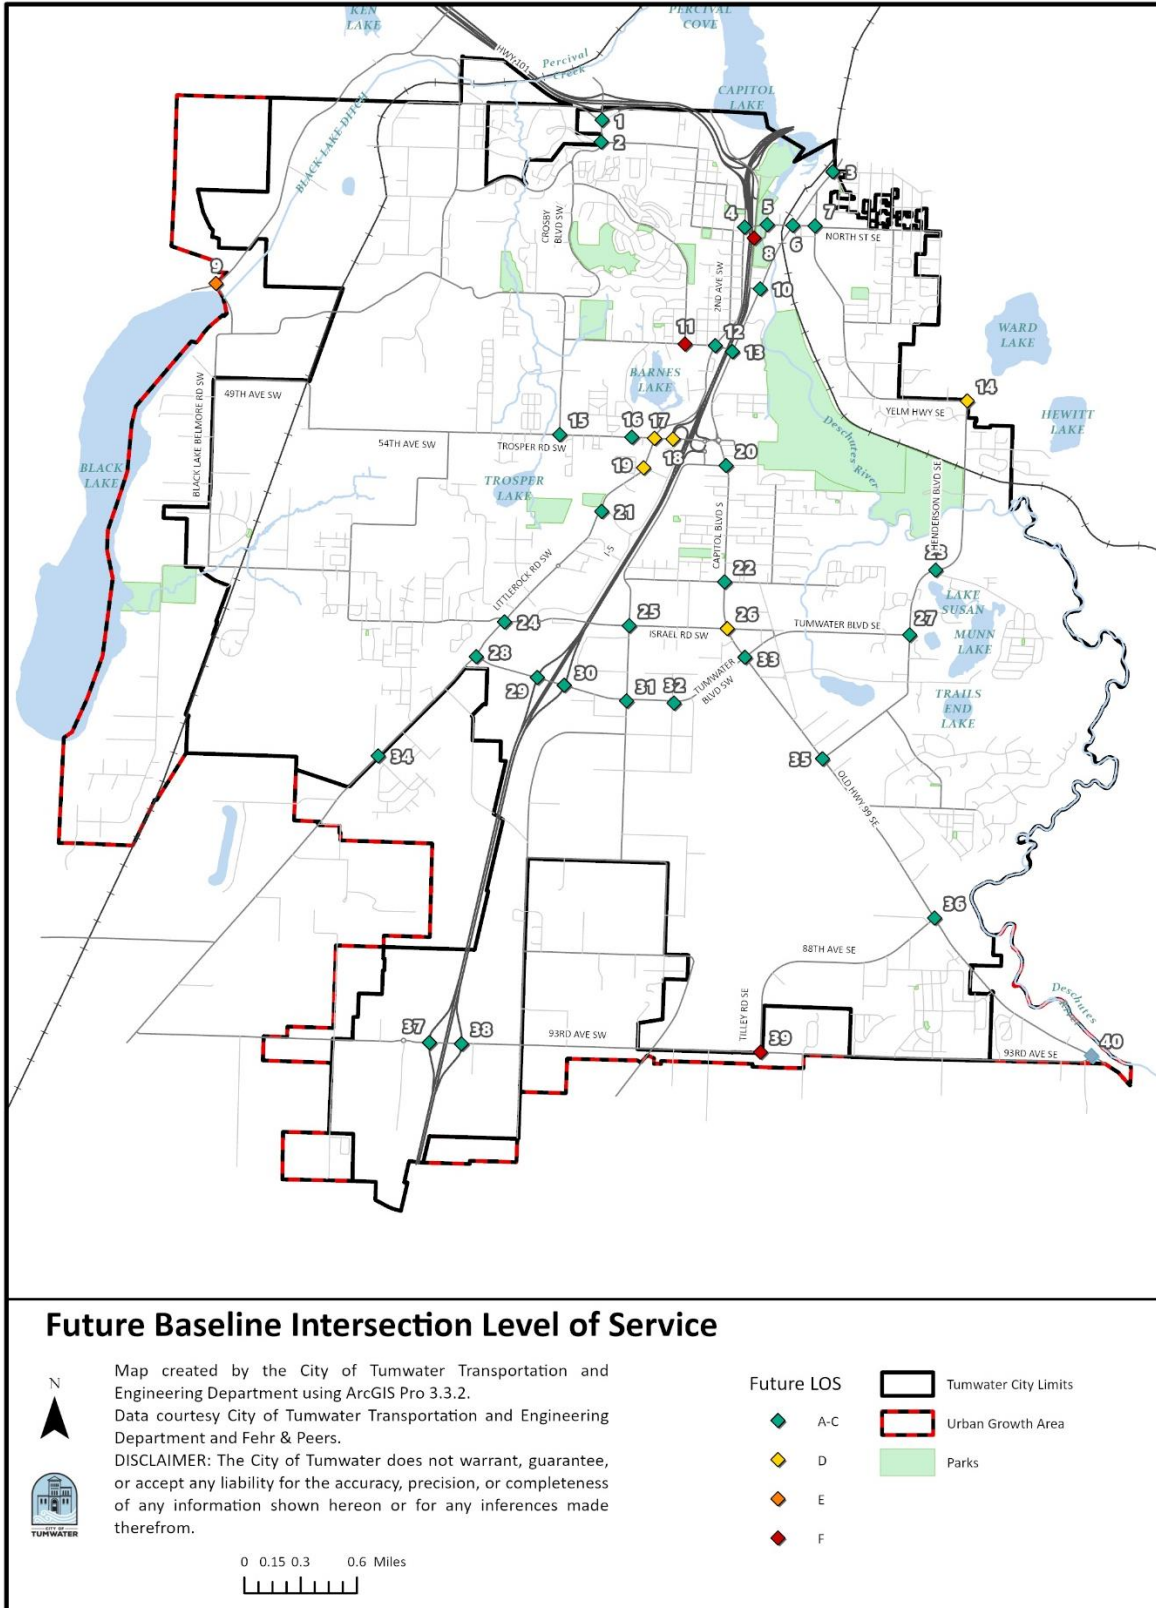 KEN
LAKE
PERCIVAL
COVE
HWY 101
Percival
Creek
CAPITOL
LAKE
BLACK LAKE DITCH
1
2
3
CROSBY
BLVD SW
4
5
6
7
NORTH ST SE
8
9
2ND AVE SW
10
11
12
13
WARD
LAKE
BARNES
LAKE
BLACK LAKE BELMORE RD SW
49TH AVE SW
14
YELM HWY SE
HEWITT
LAKE
15
16
17
54TH AVE SW
TROSPER RD SW
18
Deschutes
River
BLACK
LAKE
19
20
TROSPER
LAKE
HENDERSON BLVD SE
21
CAPITOL BLVD S
I-5
LITTLEROCK RD SW
22
23
LAKE
SUSAN
24
25
ISRAEL RD SW
26
TUMWATER BLVD SE
27
MUNN
LAKE
28
29
30
31
32
TUMWATER
BLVD SW
33
TRAILS
END
LAKE
34
35
OLD HWY 99 SE
36
88TH AVE SE
TILLEY RD SE
Deschutes
37
38
93RD AVE SW
39
93RD AVE SE
40
Future Baseline Intersection Level of Service
N
Map created by the City of Tumwater Transportation and
Engineering Department using ArcGIS Pro 3.3.2.
Data courtesy City of Tumwater Transportation and Engineering
Department and Fehr & Peers.
DISCLAIMER: The City of Tumwater does not warrant, guarantee,
or accept any liability for the accuracy, precision, or completeness
of any information shown hereon or for any inferences made
therefrom.
CITY OF
TUMWATER
0 0.15 0.3 0.6 Miles
Future LOS
A-C
D
E
F
Tumwater City Limits
Urban Growth Area
Parks